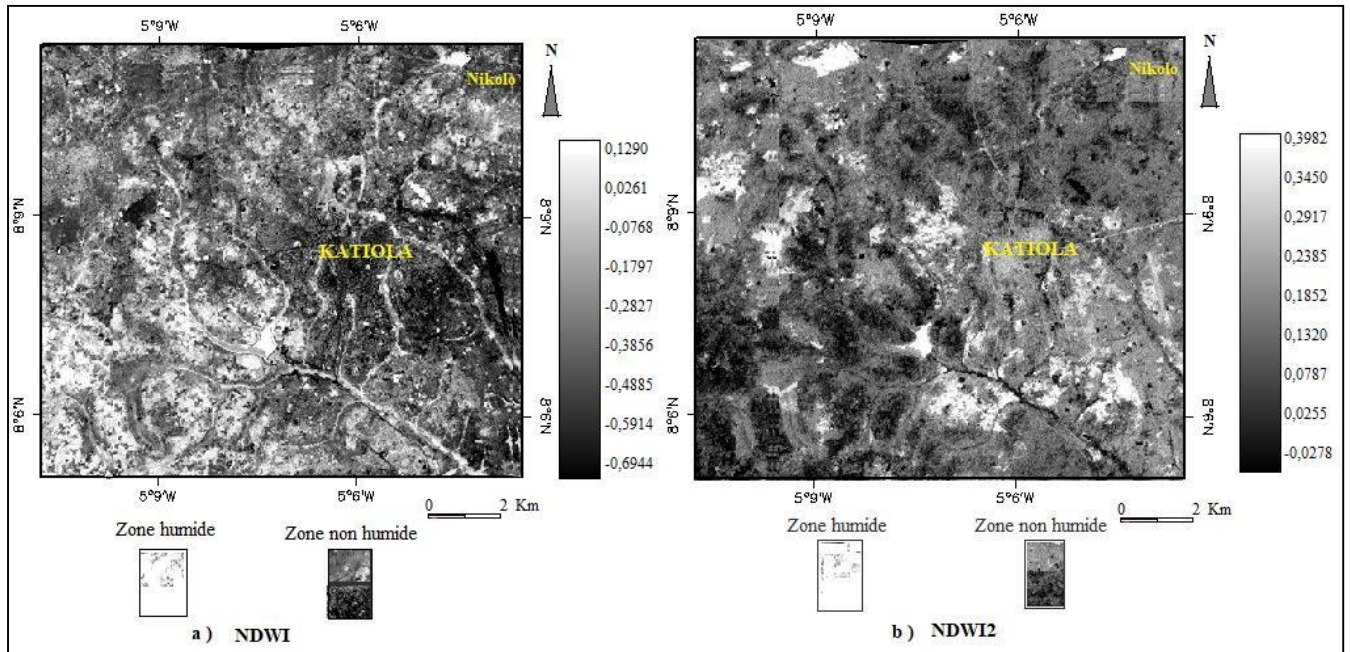 5°9'W 5°6'W
N
Nikolo
0,1290
0,0261
-0,0768
-0,1797
-0,2827
-0,3856
-0,4885
-0,5914
-0,6944
8°9'N 8°9'N
KATIOLA
8°6'N 8°6'N
5°9'W 5°6'W
0 2 Km
Zone humide Zone non humide
a ) NDWI
5°9'W 5°6'W
N
Nikolo
0,3982
0,3450
0,2917
0,2385
0,1852
0,1320
0,0787
0,0255
-0,0278
8°9'N 8°9'N
KATIOLA
8°6'N 8°6'N
5°9'W 5°6'W
0 2 Km
Zone humide Zone non humide
b ) NDWI2